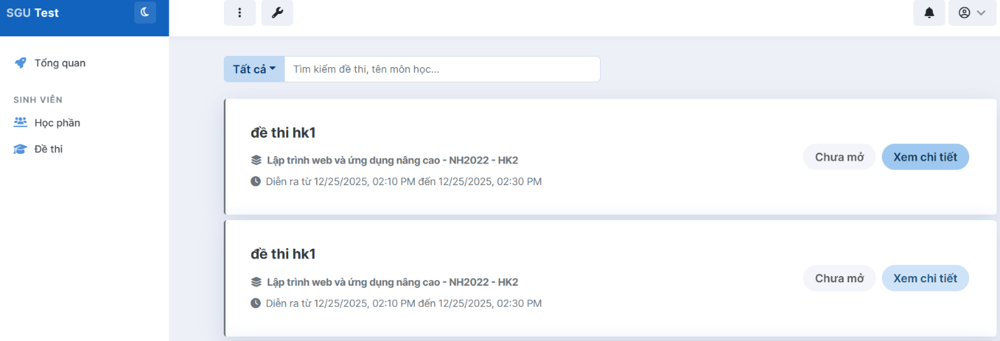 SGU Test
Tổng quan
SINH VIÊN
Học phần
Đề thi
Tất cả
Tìm kiếm đề thi, tên môn học...
đề thi hk1
Lập trình web và ứng dụng nâng cao - NH2022 - HK2
Diễn ra từ 12/25/2025, 02:10 PM đến 12/25/2025, 02:30 PM
Chưa mở
Xem chi tiết
đề thi hk1
Lập trình web và ứng dụng nâng cao - NH2022 - HK2
Diễn ra từ 12/25/2025, 02:10 PM đến 12/25/2025, 02:30 PM
Chưa mở
Xem chi tiết